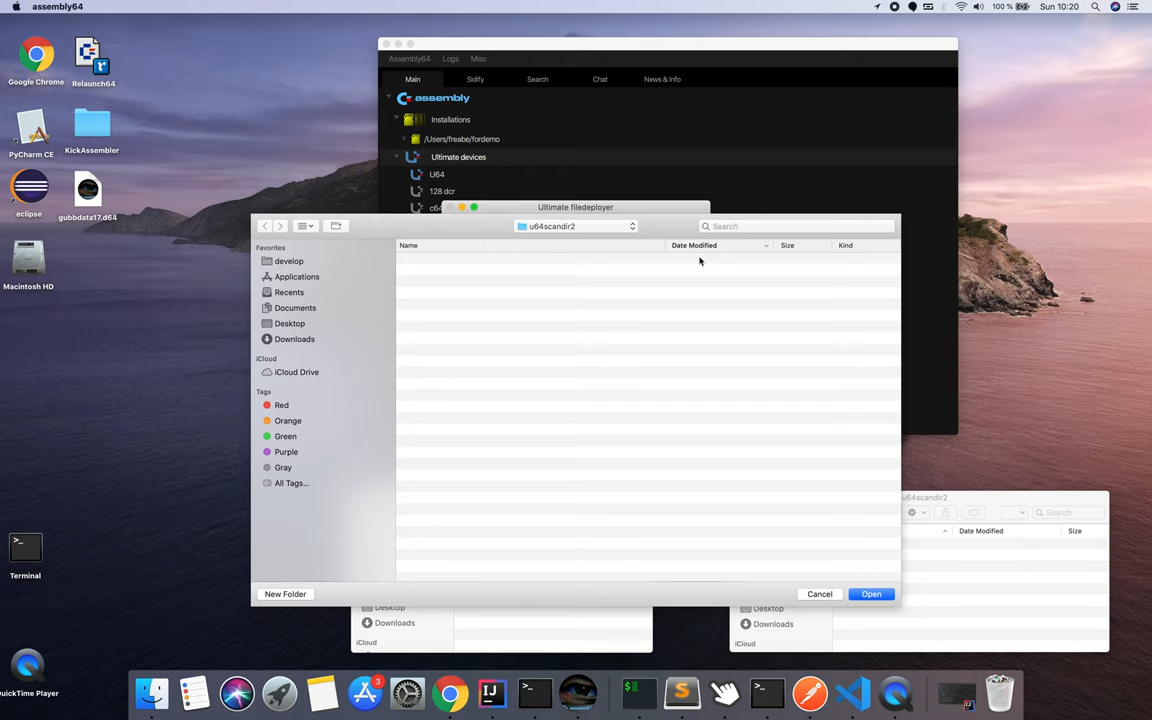 assembly64
100 %
Sun 10:20
Google Chrome
Relaunch64
PyCharm CE
KickAssembler
eclipse
gubbdata17.d64
Macintosh HD
Terminal
QuickTime Player
Assembly64 Logs Misc
Main Sidify Search Chat News & Info
assembly
Installations
/Users/freabe/fordemo
Ultimate devices
U64
128 dcr
c64
Ultimate filedeployer
u64scandir2
Search
Favorites
develop
Applications
Recents
Documents
Desktop
Downloads
iCloud
iCloud Drive
Tags
Red
Orange
Green
Purple
Gray
All Tags...
Name Date Modified Size Kind
New Folder
Cancel
Open
u64scandir2
Search
Date Modified Size
Desktop
Downloads
iCloud
Desktop
Downloads
iCloud
3
IJ
$